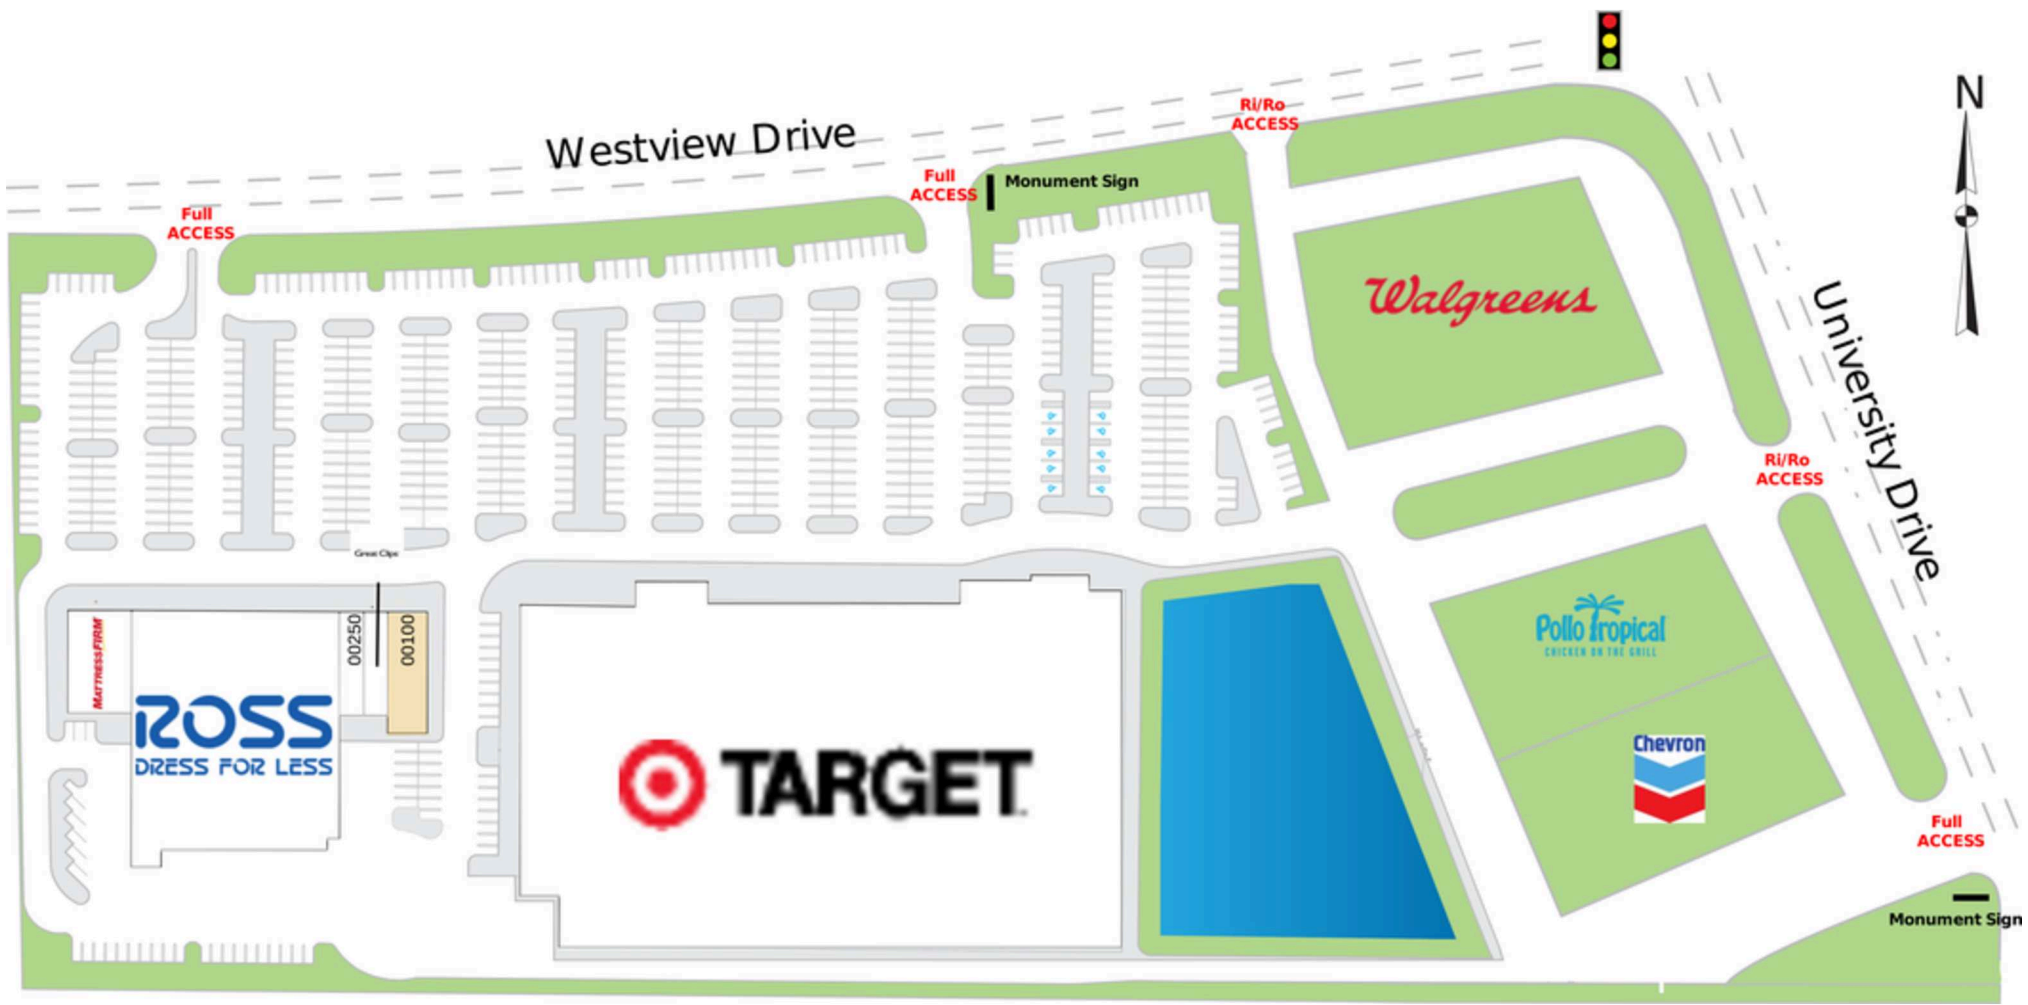 N
Ri/Ro
ACCESS
Westview Drive
Full
ACCESS
Monument Sign
Full
ACCESS
Walgreens
University Drive
Ri/Ro
ACCESS
Great Clips
MATTRESSFIRM
00250
00100
Pollo Tropical
CHICKEN ON THE GRILL
ROSS
DRESS FOR LESS
TARGET
Chevron
Full
ACCESS
Monument Sign